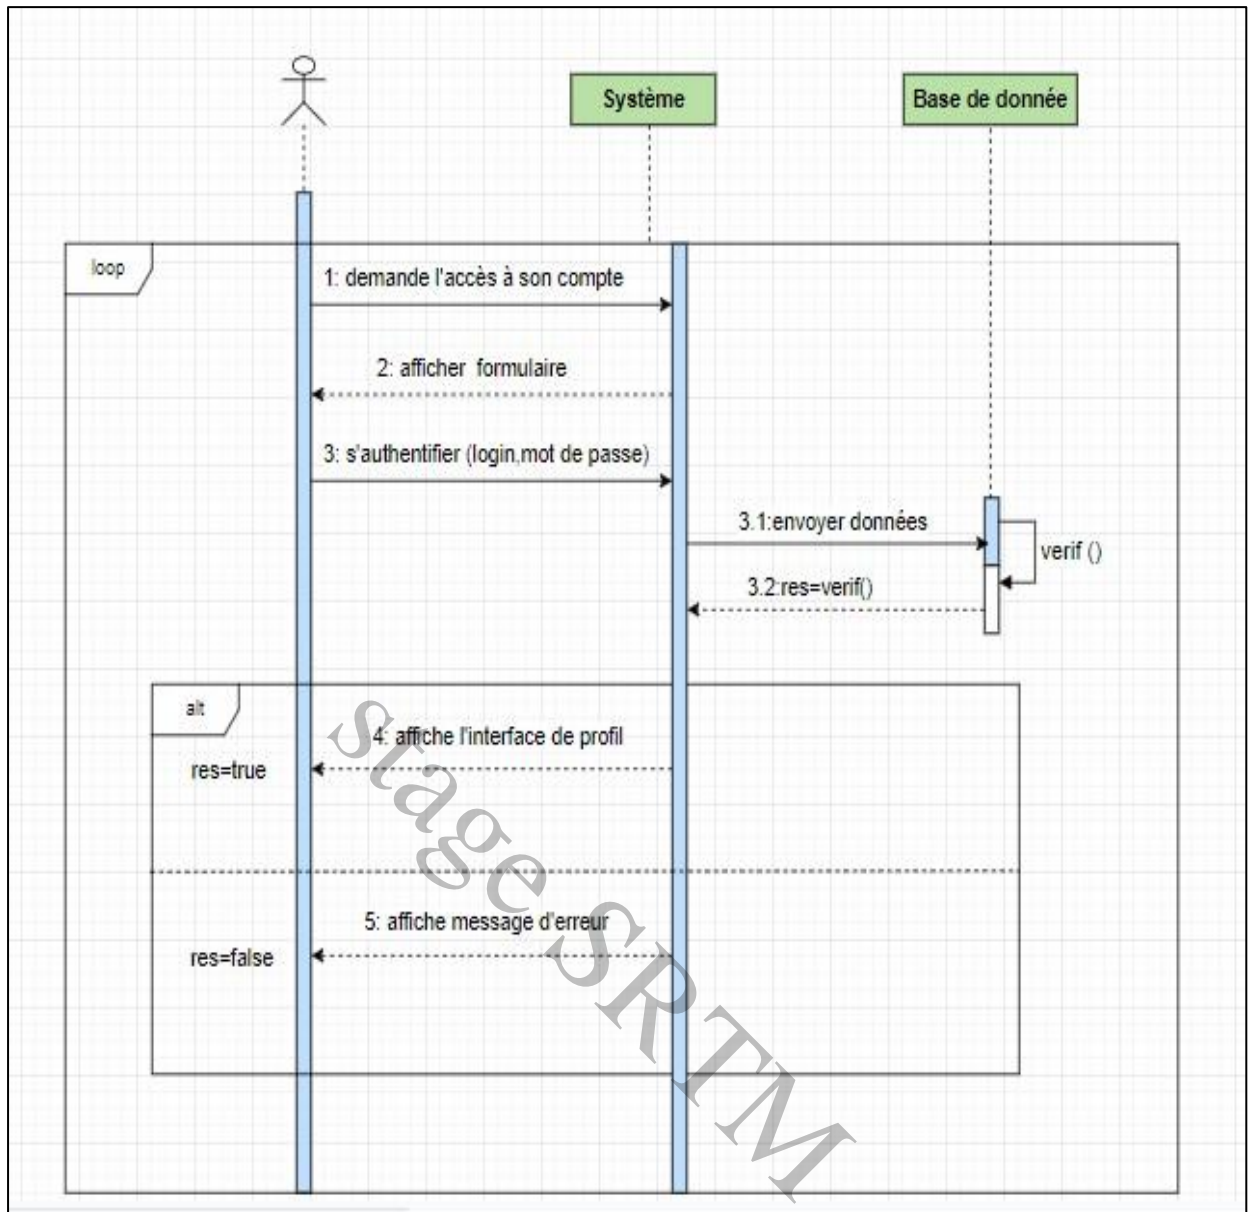 Système
Base de donnée
loop
1: demande l'accès à son compte
2: afficher formulaire
3: s'authentifier (login,mot de passe)
3.1:envoyer données
verif ()
3.2:res=verif()
alt
4: affiche l'interface de profil
res=true
5: affiche message d'erreur
res=false
stage SRTM